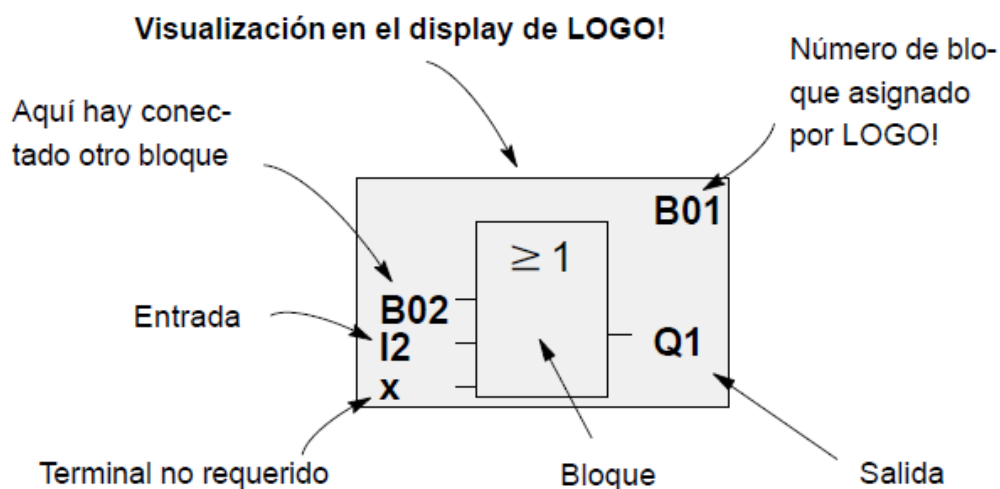 Visualización en el display de LOGO!
Número de blo-
que asignado
por LOGO!
Aquí hay conec-
tado otro bloque
B01
≥ 1
B02
Entrada
I2
Q1
x
Terminal no requerido
Bloque
Salida